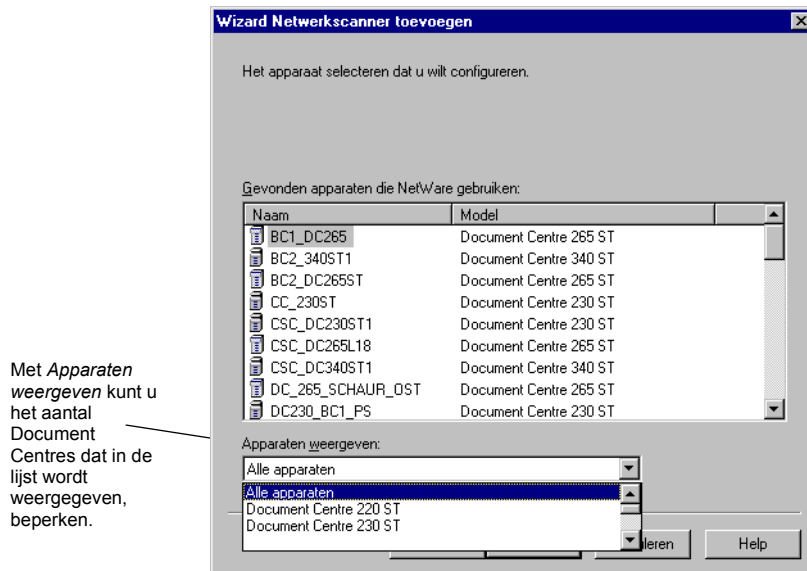 Wizard Netwerkscanner toevoegen
Het apparaat selecteren dat u wilt configureren.
Gevonden apparaten die NetWare gebruiken:
Naam Model
BC1_DC265 Document Centre 265 ST
BC2_340ST1 Document Centre 340 ST
BC2_DC265ST Document Centre 265 ST
CC_230ST Document Centre 230 ST
CSC_DC230ST1 Document Centre 230 ST
CSC_DC265L18 Document Centre 265 ST
CSC_DC340ST1 Document Centre 340 ST
DC_265_SCHAUR_OST Document Centre 265 ST
DC230_BC1_PS Document Centre 230 ST
Apparaten weergeven:
Alle apparaten
Alle apparaten
Document Centre 220 ST
Document Centre 230 ST
Help
Met Apparaten
weergeven kunt u
het aantal
Document
Centres dat in de
lijst wordt
weergegeven,
beperken.